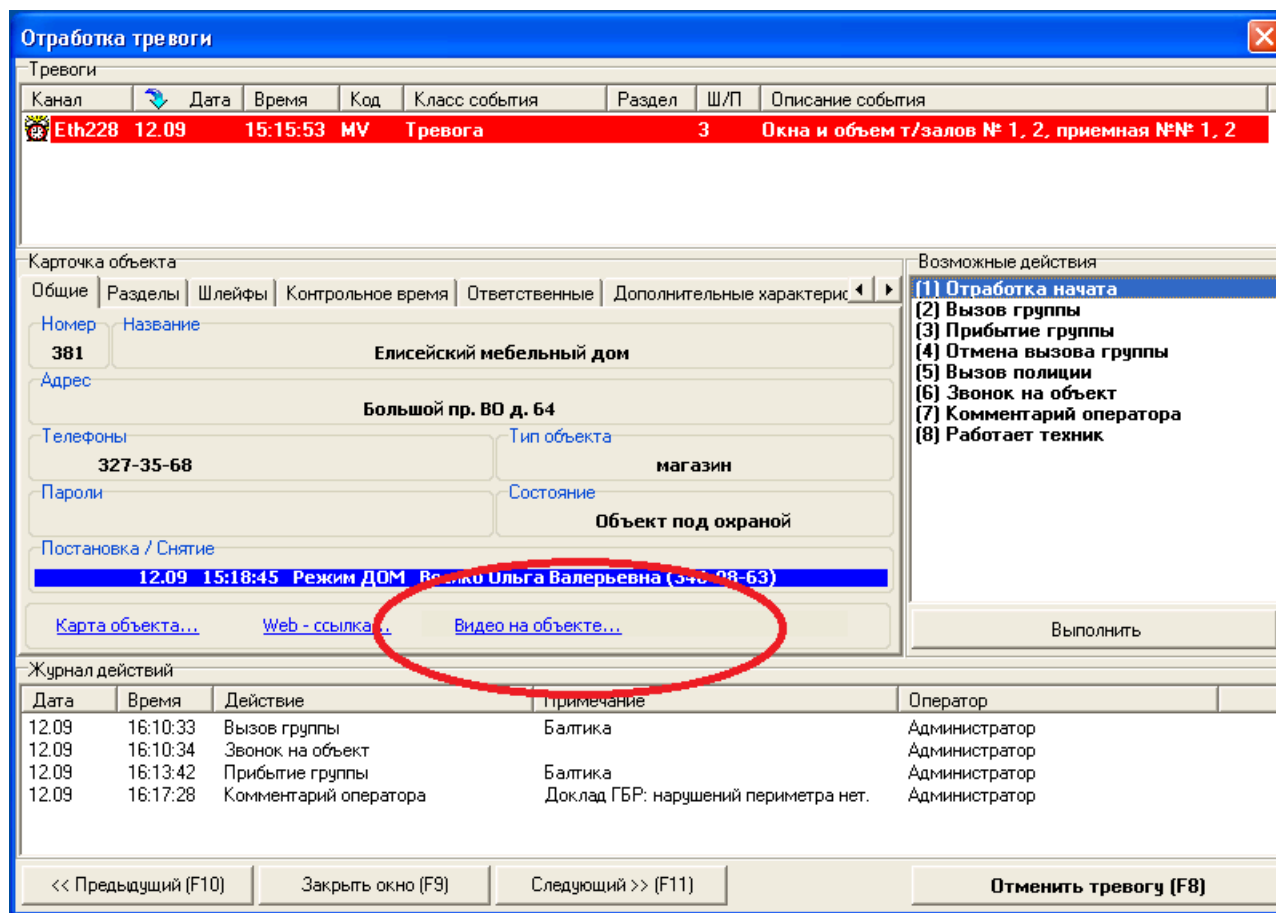 Отработка тревоги
Тревоги
Канал Дата Время Код Класс события Раздел Ш/П Описание события
Eth228 12.09 15:15:53 MV Тревога 3 Окна и объем т/залов № 1, 2, приемная №№ 1, 2
Карточка объекта
Общие Разделы Шлейфы Контрольное время Ответственные Дополнительные характерис
Номер Название
381 Елисейский мебельный дом
Адрес
Большой пр. ВО д. 64
Телефоны Тип объекта
327-35-68 магазин
Пароли Состояние
Объект под охраной
Постановка / Снятие
12.09 15:18:45 Режим ДОМ Ольга Валерьевна
Карта объекта... Web - ссылка... Видео на объекте...
Возможные действия
(1) Отработка начата
(2) Вызов группы
(3) Прибытие группы
(4) Отмена вызова группы
(5) Вызов полиции
(6) Звонок на объект
(7) Комментарий оператора
(8) Работает техник
Выполнить
Журнал действий
Дата Время Действие Примечание Оператор
12.09 16:10:33 Вызов группы Балтика Администратор
12.09 16:10:34 Звонок на объект Администратор
12.09 16:13:42 Прибытие группы Балтика Администратор
12.09 16:17:28 Комментарий оператора Доклад ГБР: нарушений периметра нет. Администратор
<< Предыдущий (F10) Закрыть окно (F9) Следующий >> (F11) Отменить тревогу (F8)